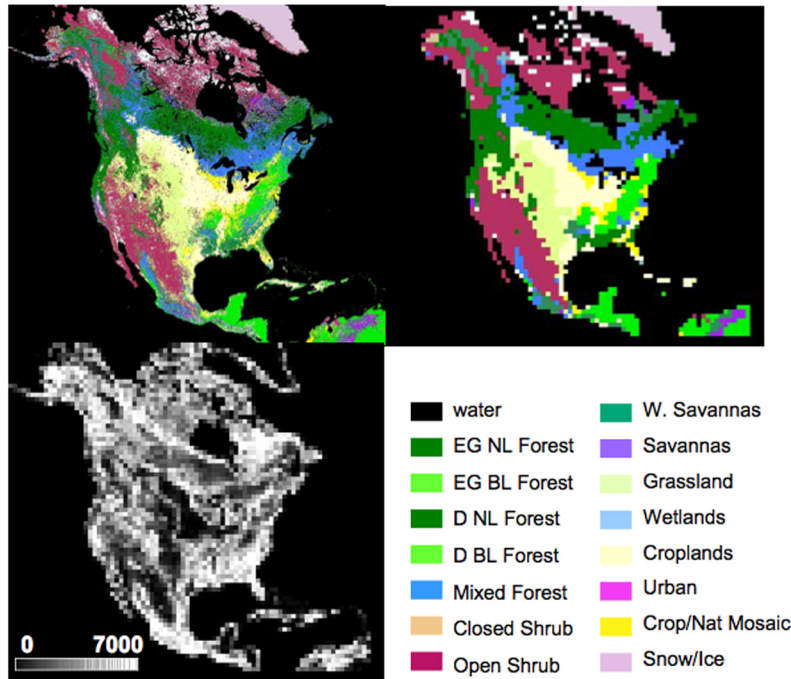 0 7000
water
EG NL Forest
EG BL Forest
D NL Forest
D BL Forest
Mixed Forest
Closed Shrub
Open Shrub
W. Savannas
Savannas
Grassland
Wetlands
Croplands
Urban
Crop/Nat Mosaic
Snow/Ice